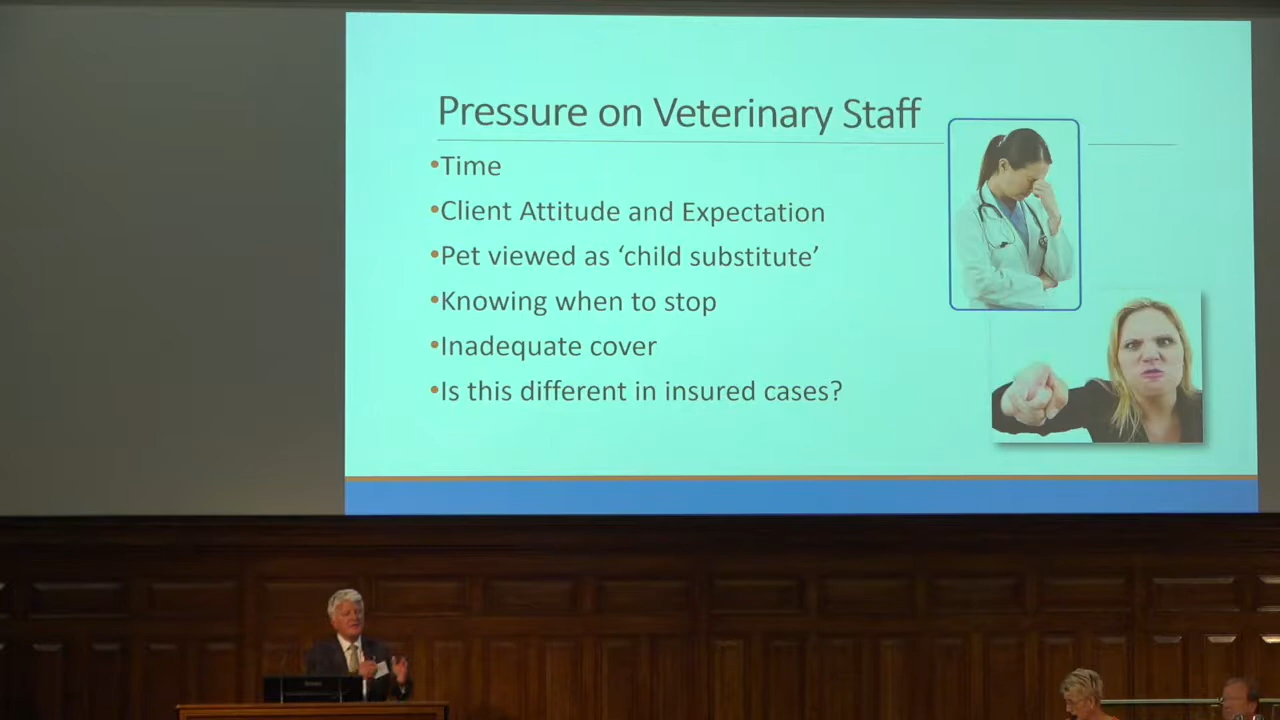 Pressure on Veterinary Staff
•Time
•Client Attitude and Expectation
•Pet viewed as ‘child substitute’
•Knowing when to stop
•Inadequate cover
•Is this different in insured cases?